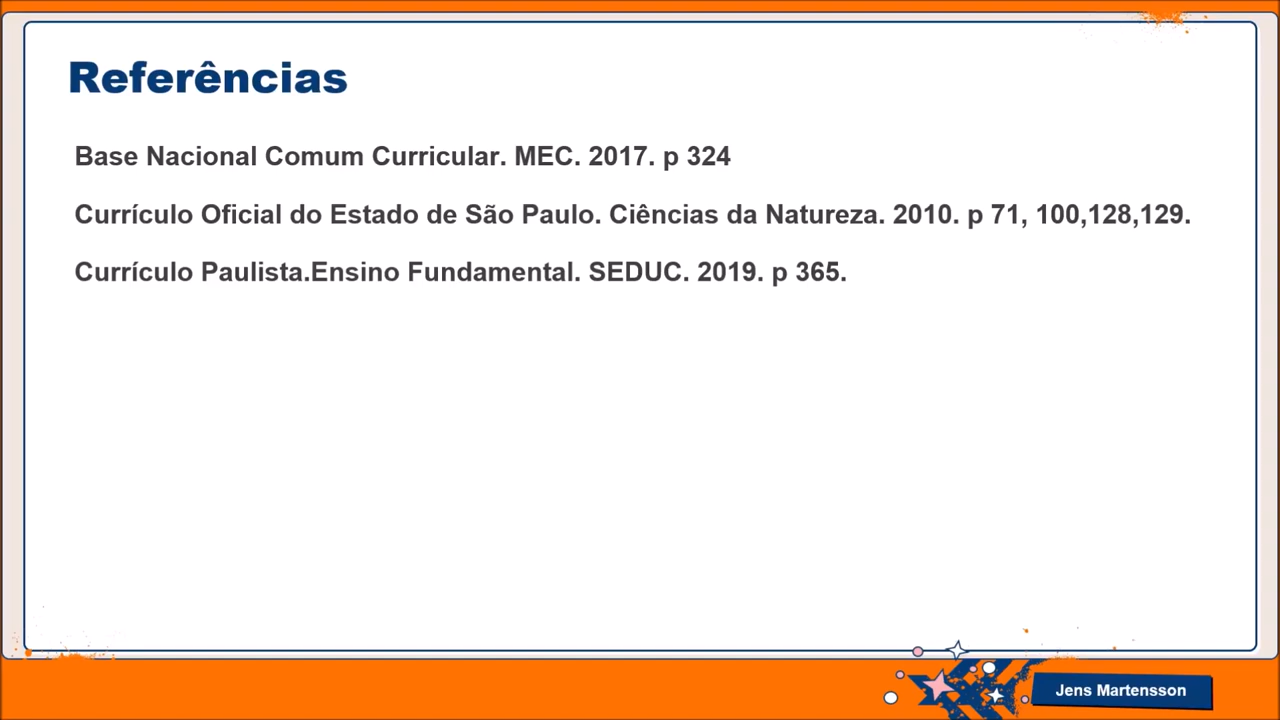 Referências
Base Nacional Comum Curricular. MEC. 2017. p 324
Currículo Oficial do Estado de São Paulo. Ciências da Natureza. 2010. p 71, 100,128,129.
Currículo Paulista.Ensino Fundamental. SEDUC. 2019. p 365.
Jens Martensson